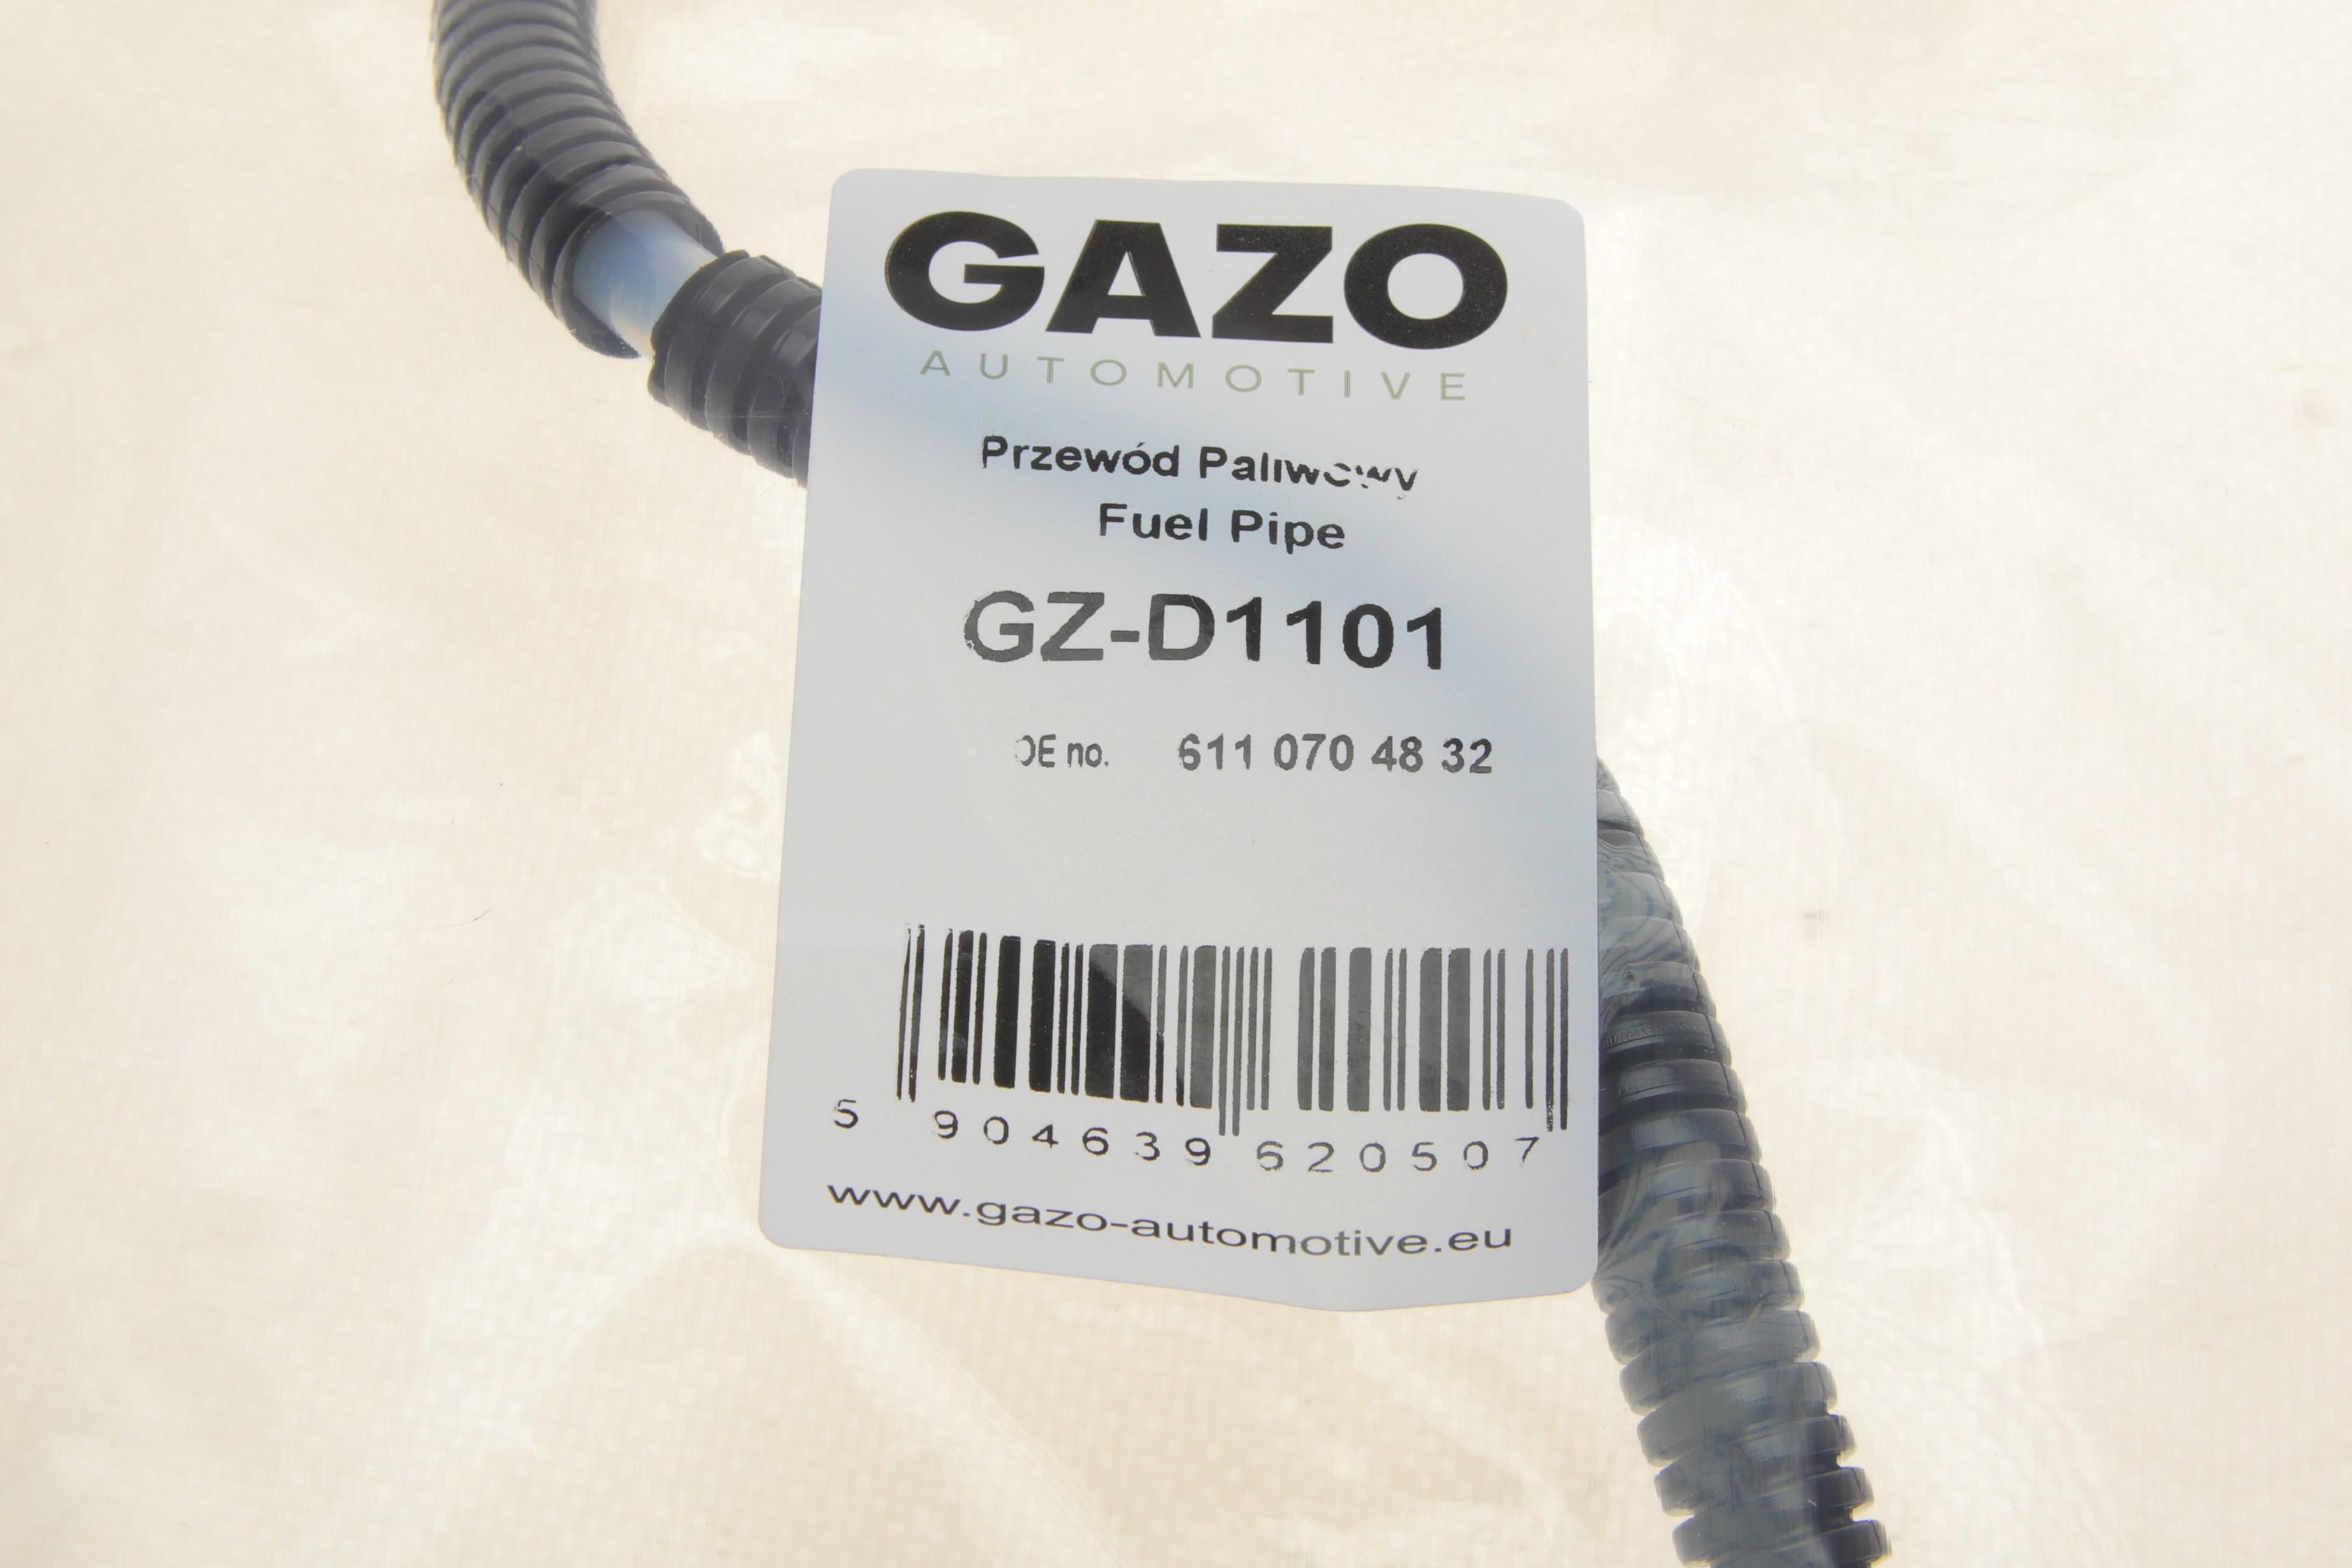 GAZO
AUTOMOTIVE
Przewód Paliwowy
Fuel Pipe
GZ-D1101
OE no. 611 070 48 32
5 904639 620507
www.gazo-automotive.eu